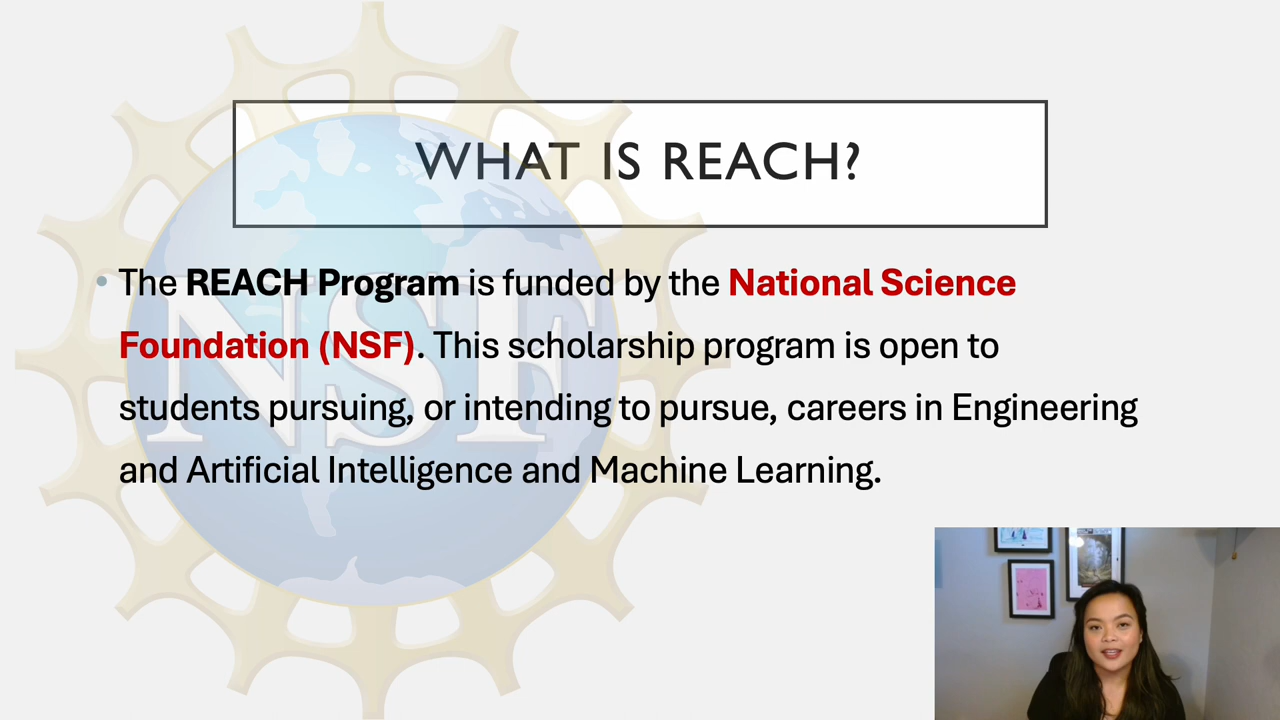 WHAT IS REACH?
• The REACH Program is funded by the National Science
Foundation (NSF). This scholarship program is open to
students pursuing, or intending to pursue, careers in Engineering
and Artificial Intelligence and Machine Learning.
NSF